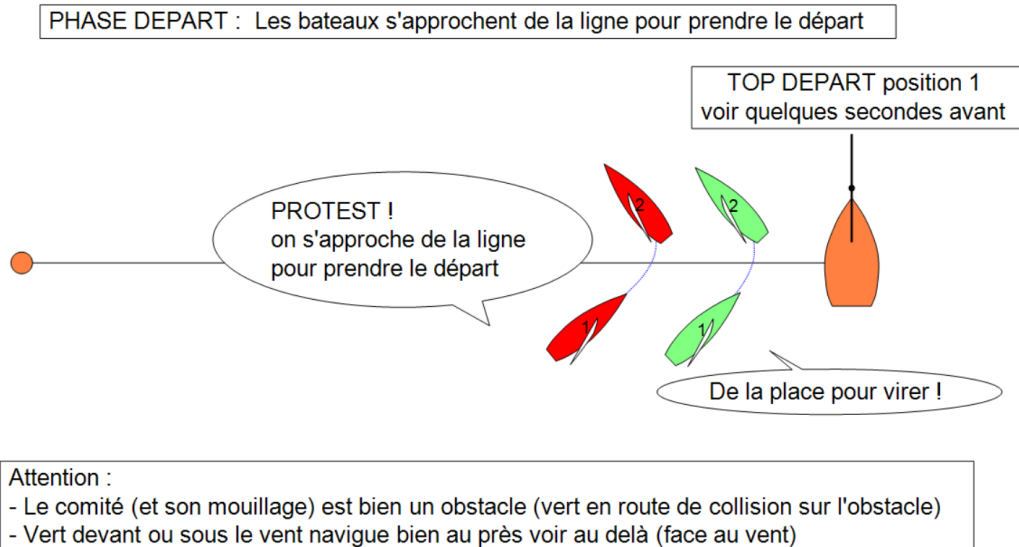 PHASE DEPART : Les bateaux s'approchent de la ligne pour prendre le départ
TOP DEPART position 1
voir quelques secondes avant
PROTEST !
on s'approche de la ligne
pour prendre le départ
2
2
1
1
De la place pour virer !
Attention :
- Le comité (et son mouillage) est bien un obstacle (vert en route de collision sur l'obstacle)
- Vert devant ou sous le vent navigue bien au près voir au delà (face au vent)